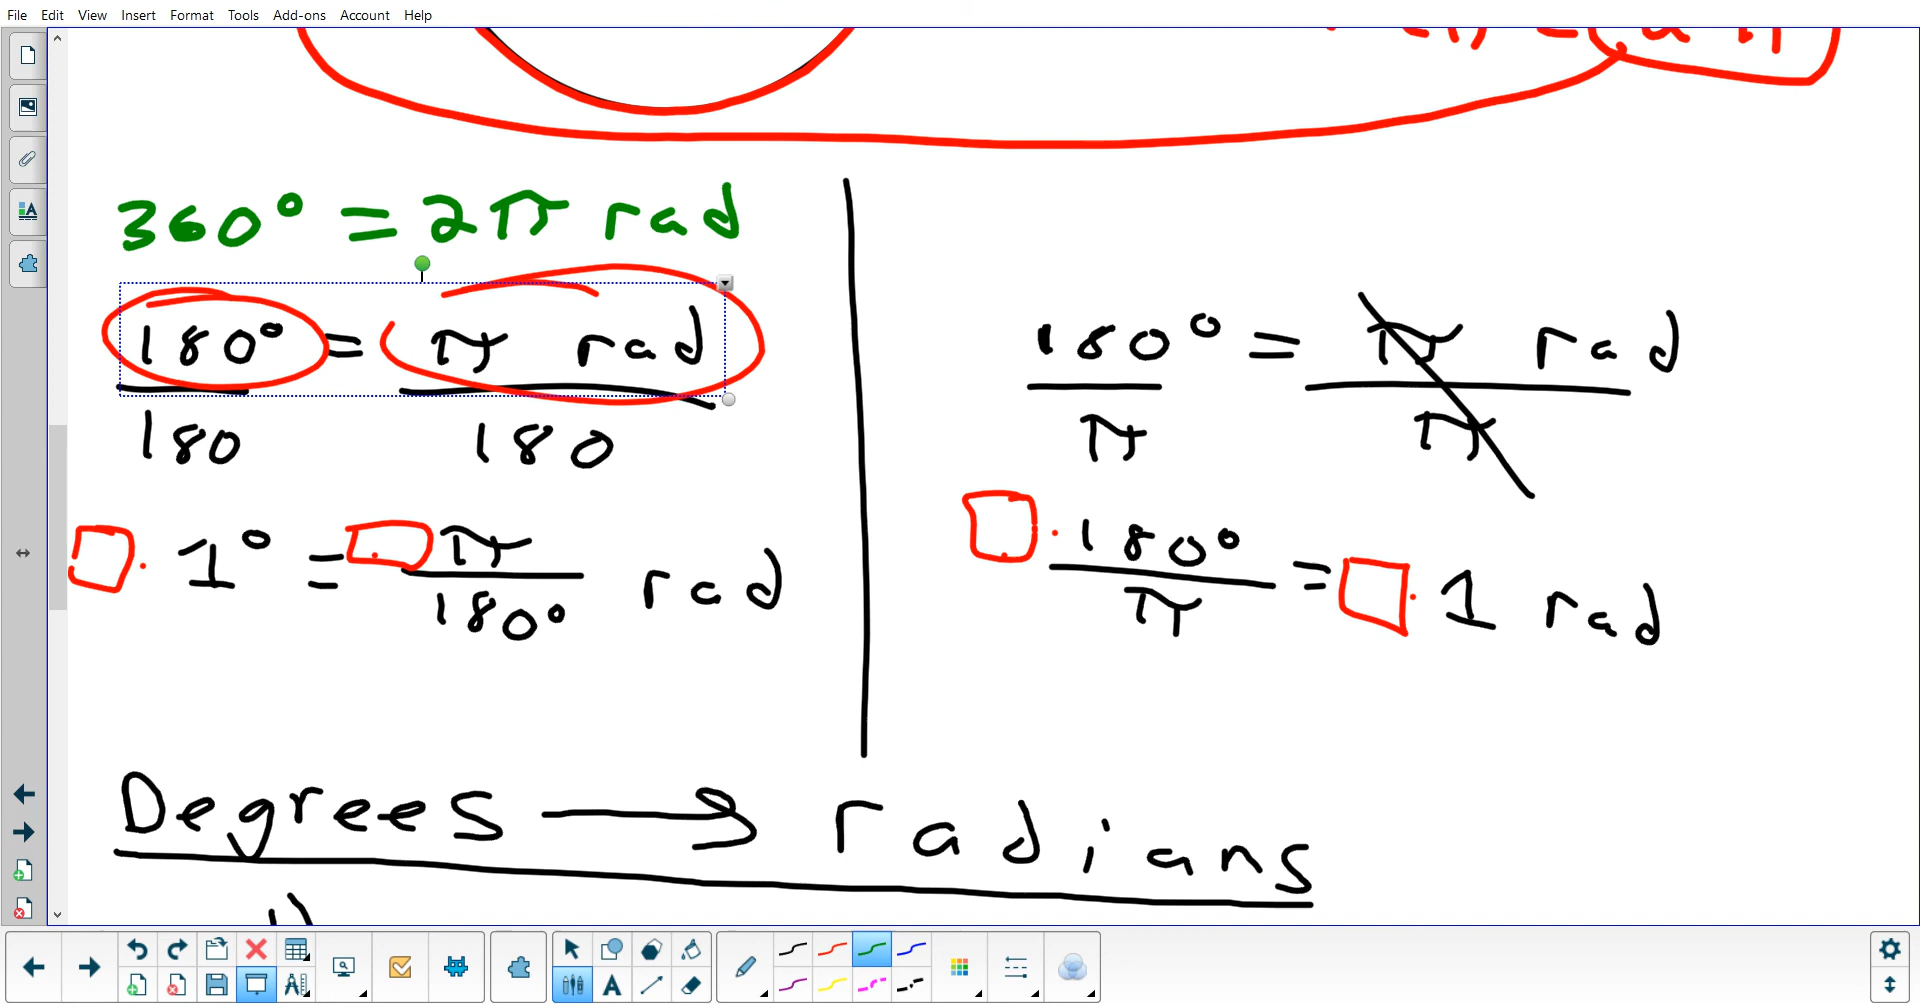 File Edit View Insert Format Tools Add-ons Account Help
360° = 2π rad
180° = π rad
180 180
1° = π/180° rad
180° = π rad
π π
180°/π = 1 rad
Degrees → radians